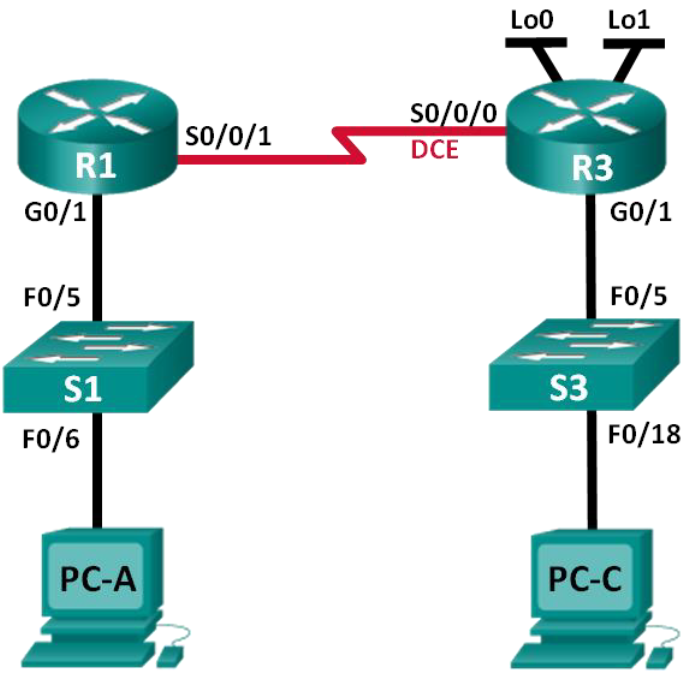 Lo0 Lo1
S0/0/1 S0/0/0
DCE
R1 R3
G0/1 G0/1
F0/5 F0/5
S1 S3
F0/6 F0/18
PC-A PC-C